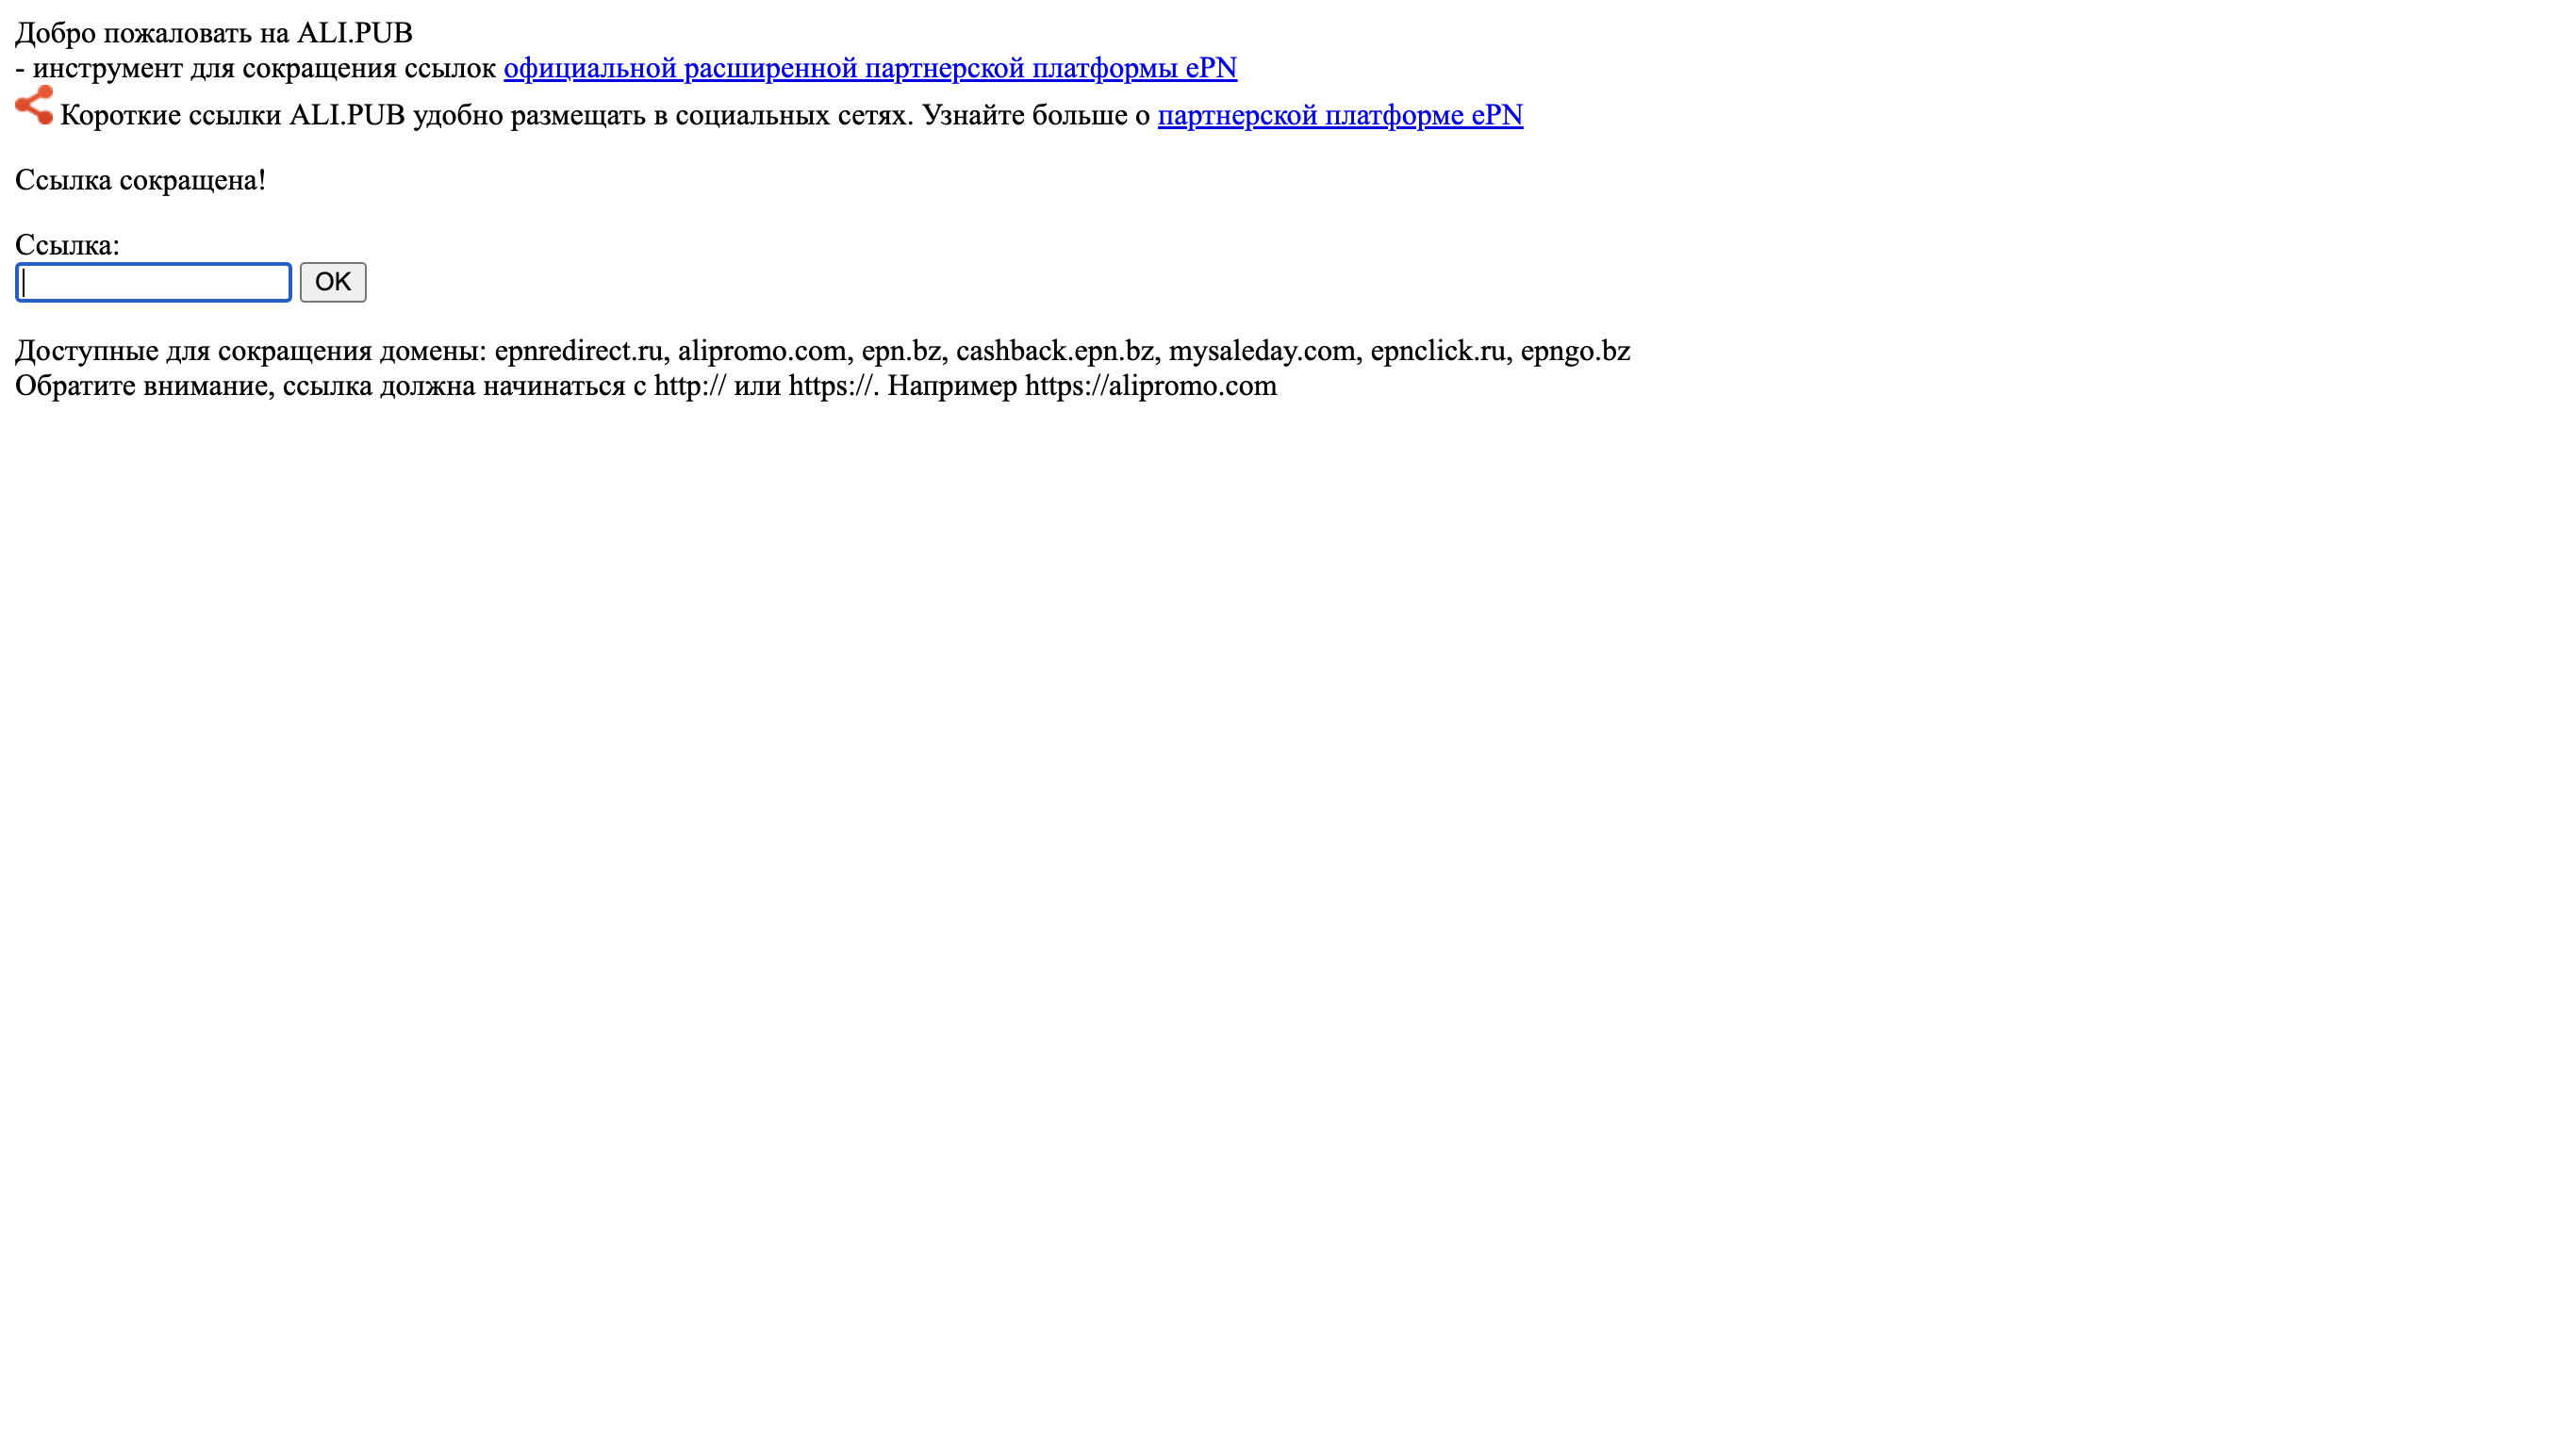 Добро пожаловать на ALI.PUB
- инструмент для сокращения ссылок официальной расширенной партнерской платформы ePN
Короткие ссылки ALI.PUB удобно размещать в социальных сетях. Узнайте больше о партнерской платформе ePN
Ссылка сокращена!
Ссылка:
OK
Доступные для сокращения домены: epnredirect.ru, alipromo.com, epn.bz, cashback.epn.bz, mysaleday.com, epnclick.ru, epngo.bz
Обратите внимание, ссылка должна начинаться с http:// или https://. Например https://alipromo.com